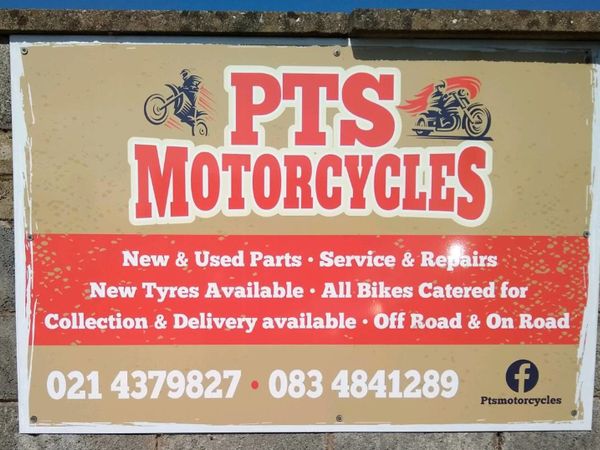 PTS
MOTORCYCLES
New & Used Parts · Service & Repairs
New Tyres Available · All Bikes Catered for
Collection & Delivery available · Off Road & On Road
021 4379827 · 083 4841289
Ptsmotorcycles